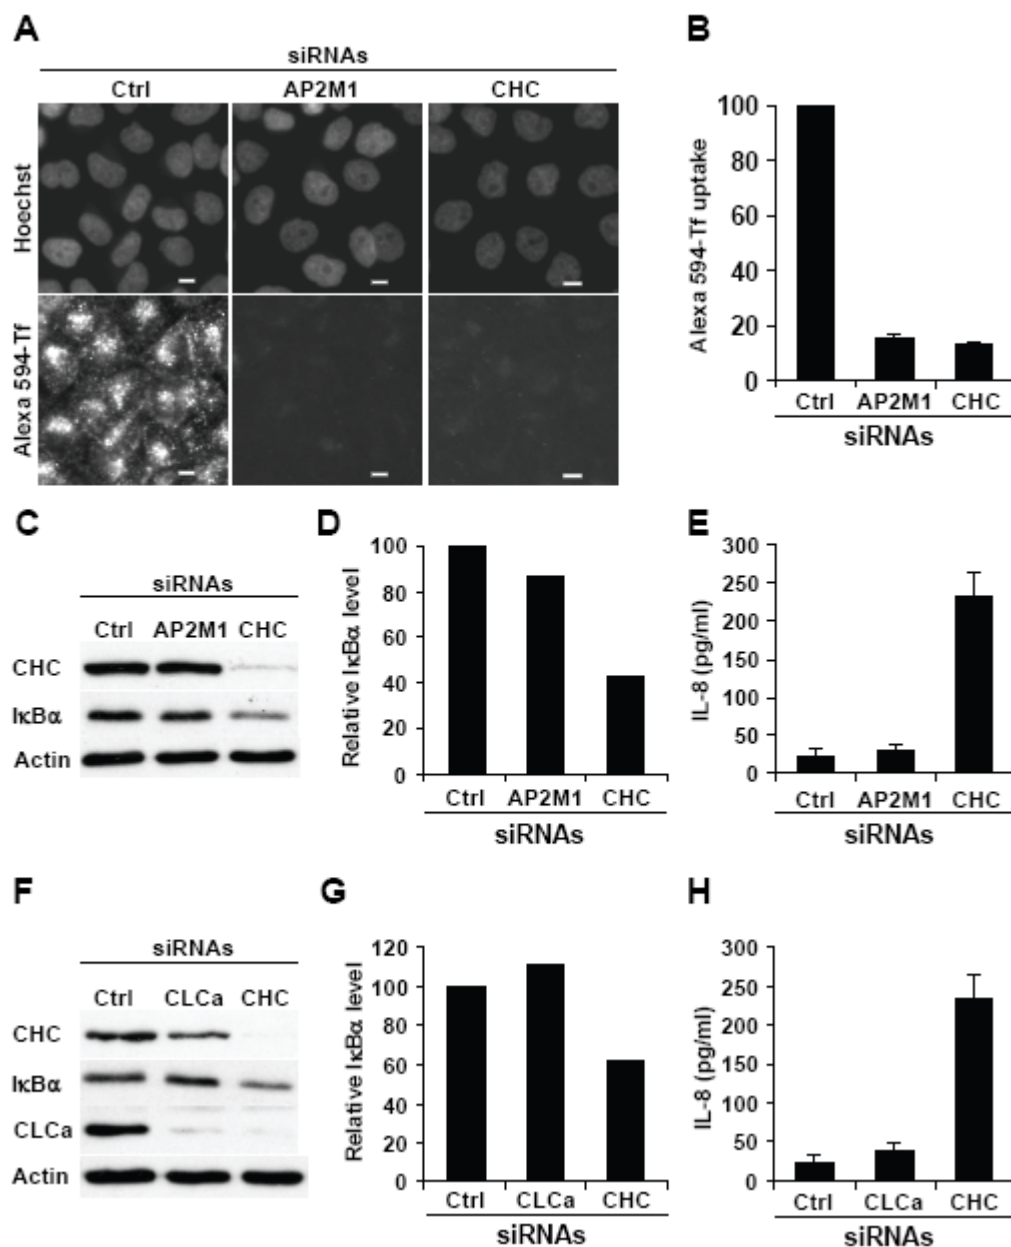 A
siRNAs
Ctrl AP2M1 CHC
Hoechst
Alexa 594-Tf
B
Alexa 594-Tf uptake
100
80
60
40
20
0
Ctrl AP2M1 CHC
siRNAs
C
siRNAs
Ctrl AP2M1 CHC
CHC
IκBα
Actin
D
Relative IκBα level
100
80
60
40
20
0
Ctrl AP2M1 CHC
siRNAs
E
IL-8 (pg/ml)
300
250
200
150
100
50
0
Ctrl AP2M1 CHC
siRNAs
F
siRNAs
Ctrl CLCa CHC
CHC
IκBα
CLCa
Actin
G
Relative IκBα level
120
100
80
60
40
20
0
Ctrl CLCa CHC
siRNAs
H
IL-8 (pg/ml)
300
250
200
150
100
50
0
Ctrl CLCa CHC
siRNAs